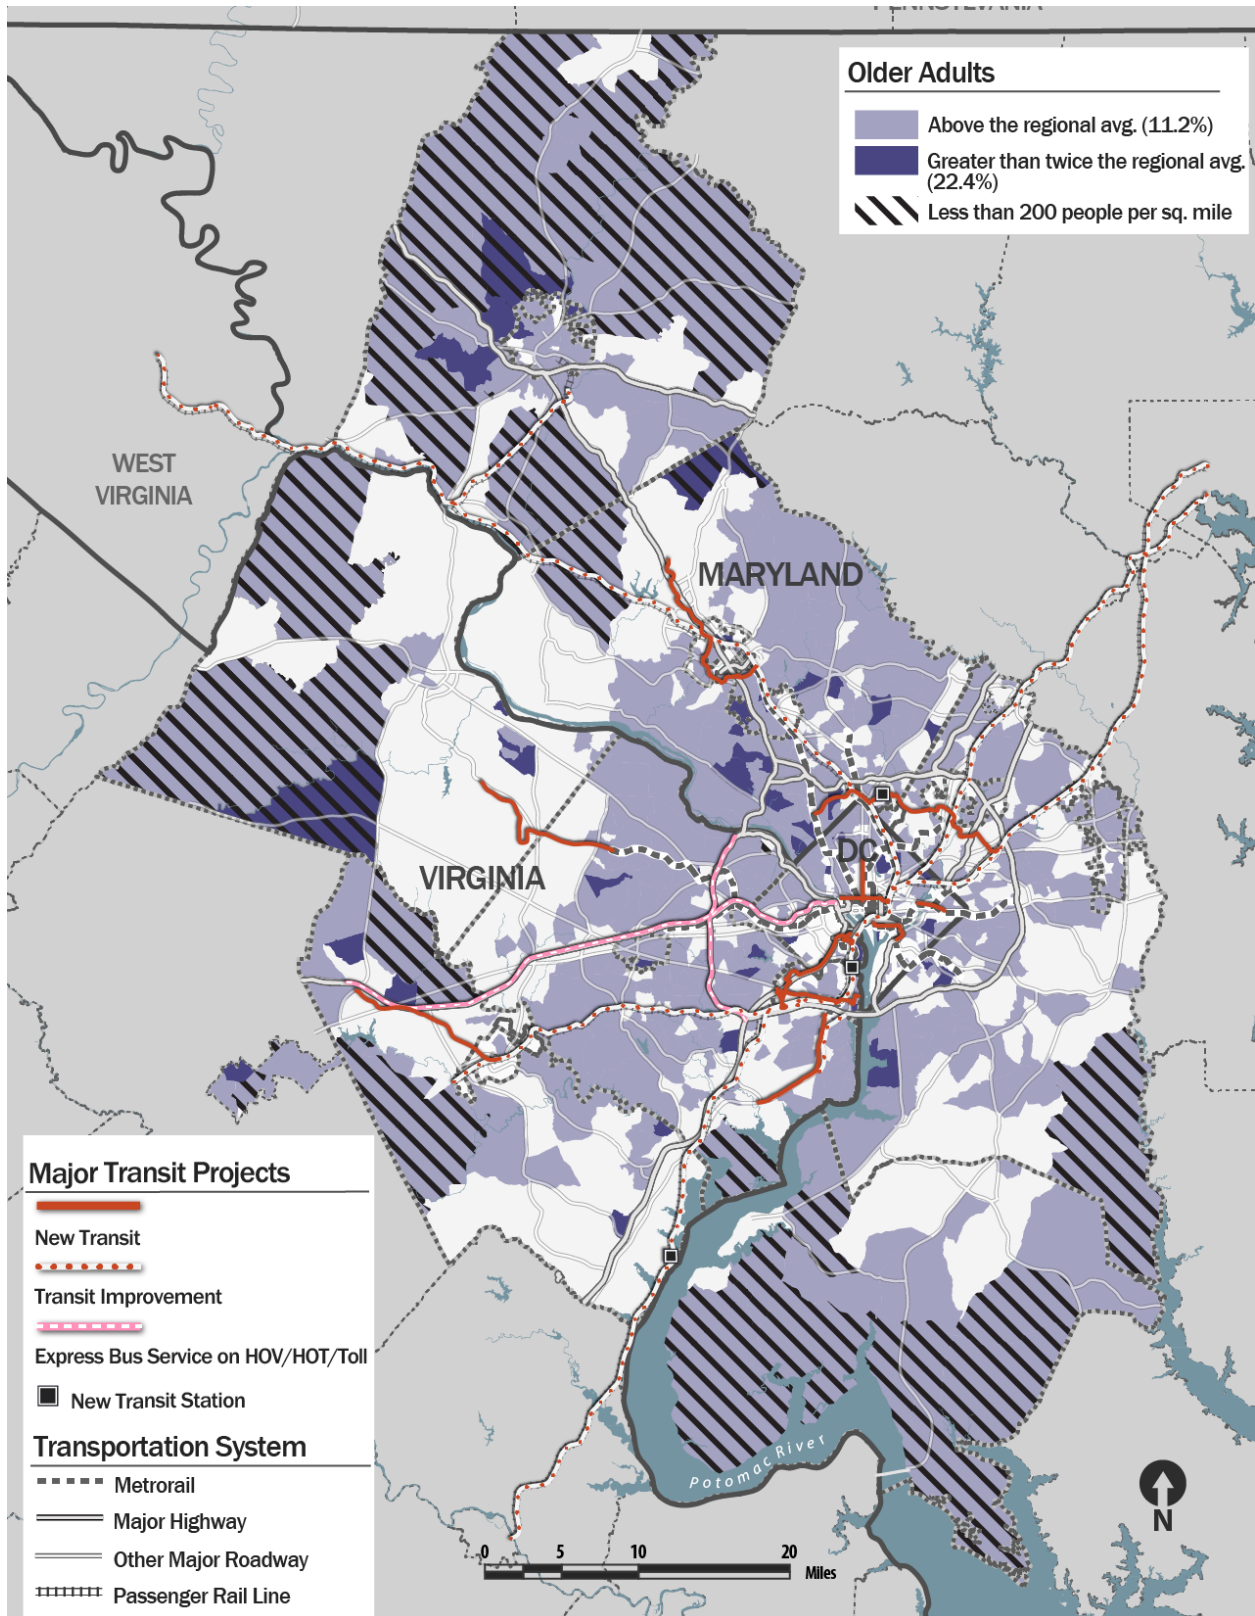 PENNSYLVANIA
Older Adults
Above the regional avg. (11.2%)
Greater than twice the regional avg.
(22.4%)
Less than 200 people per sq. mile
WEST
VIRGINIA
MARYLAND
DC
VIRGINIA
Major Transit Projects
New Transit
Transit Improvement
Express Bus Service on HOV/HOT/Toll
New Transit Station
Transportation System
Metrorail
Major Highway
Other Major Roadway
Passenger Rail Line
Potomac River
N
0 5 10 20
Miles